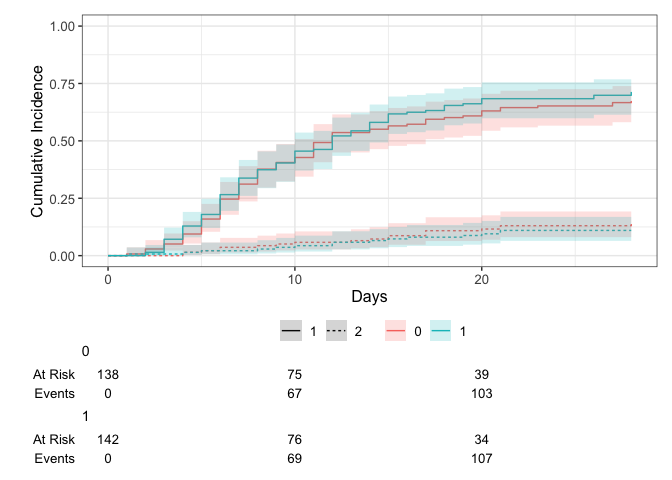 1.00
0.75
0.50
0.25
0.00
Cumulative Incidence
0 10 20
Days
1 2 0 1
0
At Risk 138 75 39
Events 0 67 103
1
At Risk 142 76 34
Events 0 69 107